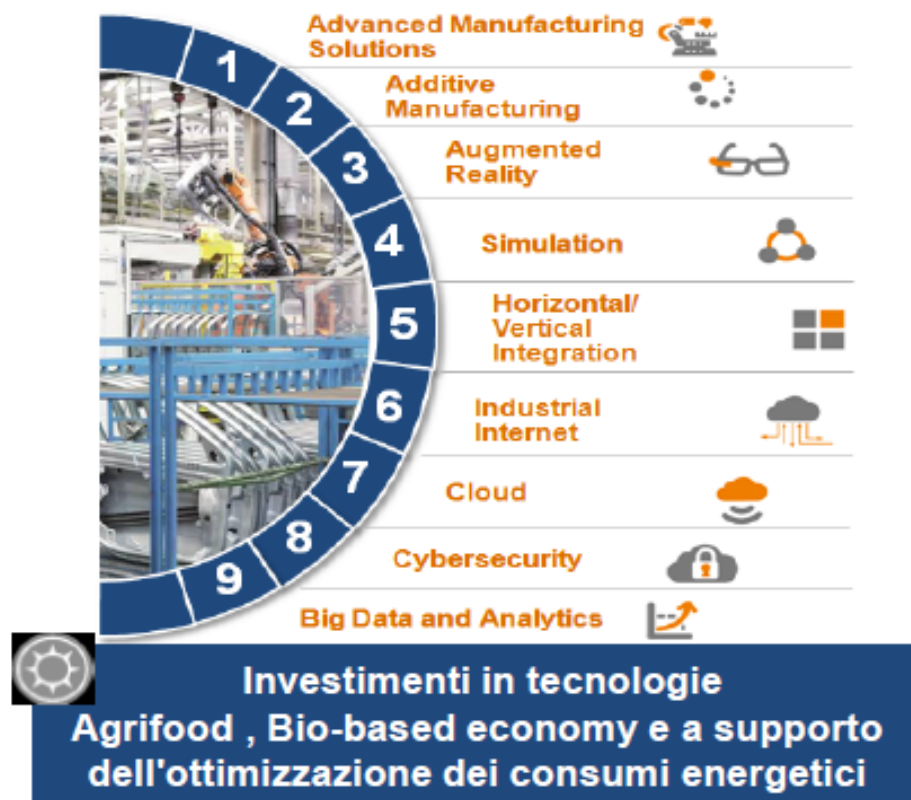 1
Advanced Manufacturing
Solutions
2
Additive
Manufacturing
3
Augmented
Reality
4
Simulation
5
Horizontal/
Vertical
Integration
6
Industrial
Internet
7
Cloud
8
Cybersecurity
9
Big Data and Analytics
Investimenti in tecnologie
Agrifood , Bio-based economy e a supporto
dell'ottimizzazione dei consumi energetici